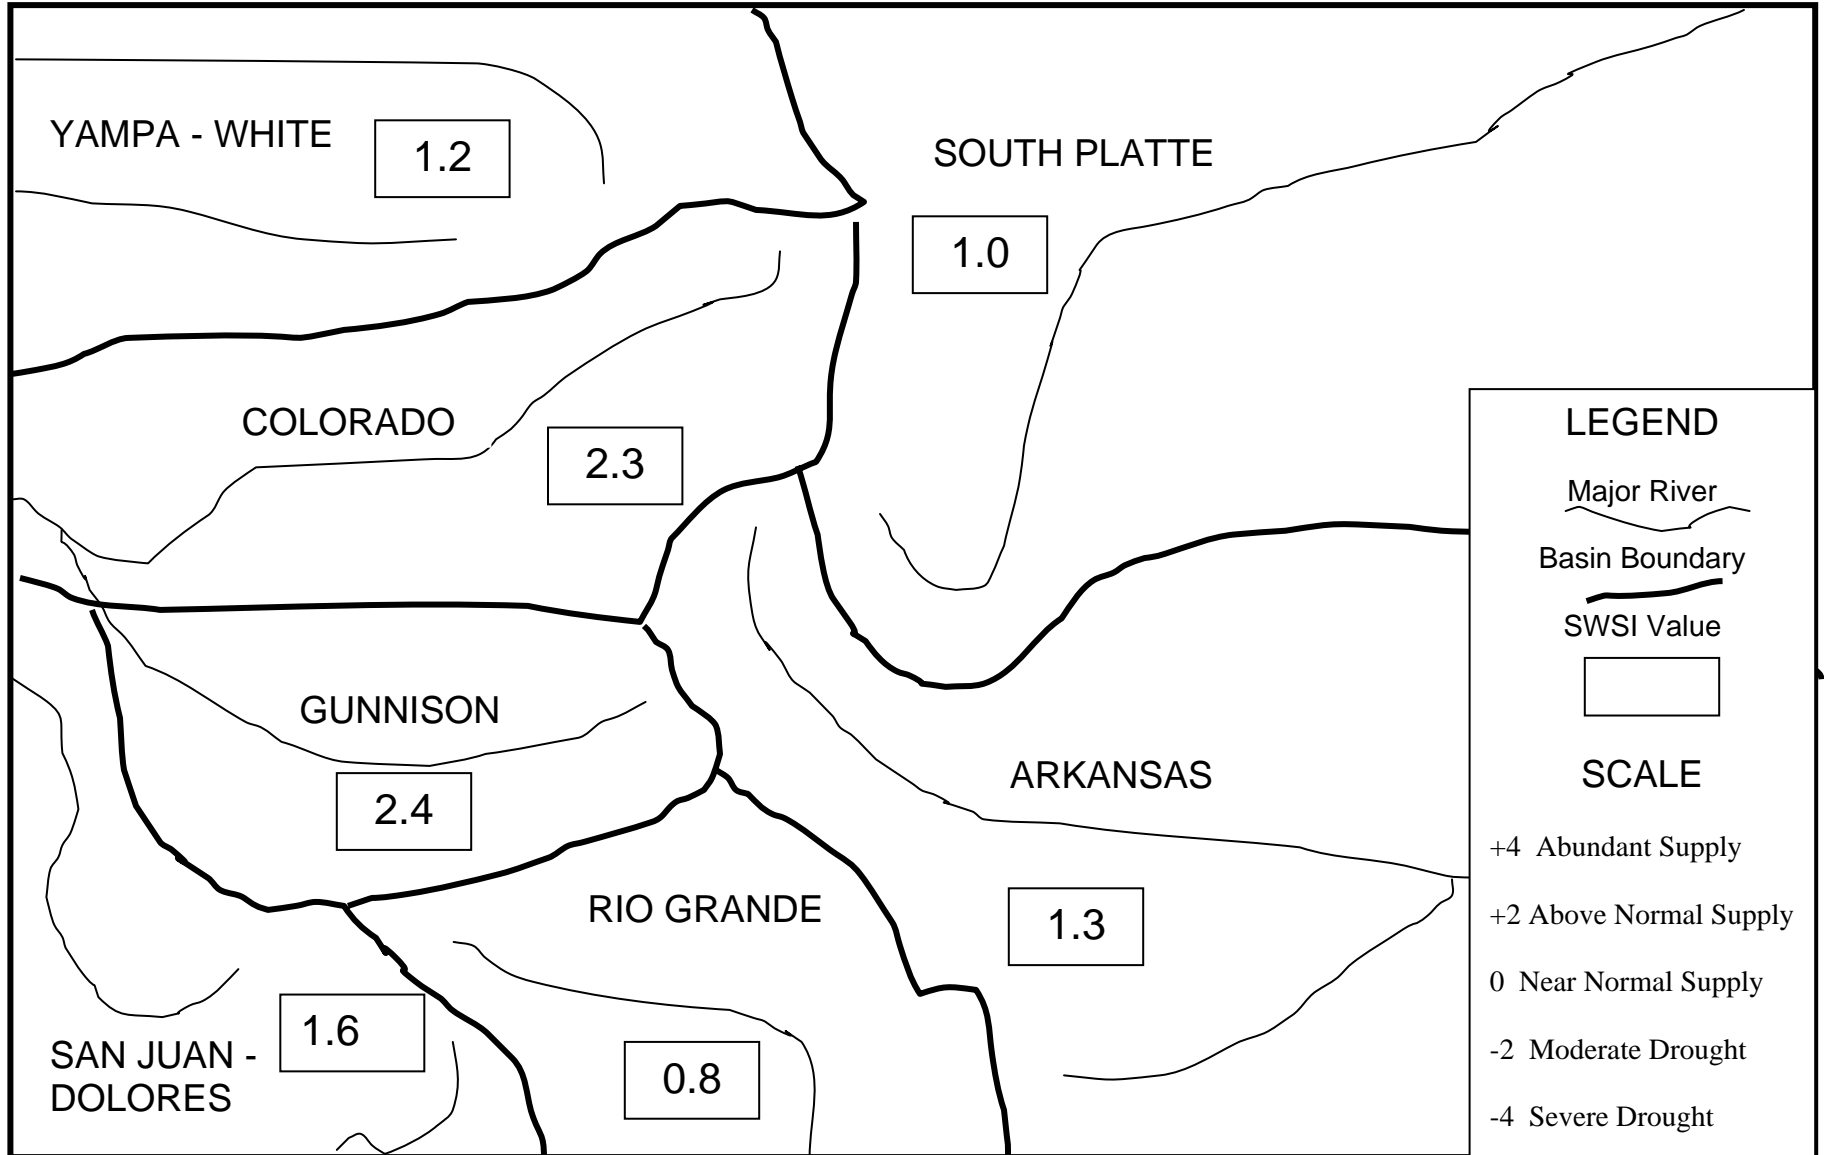 YAMPA - WHITE
1.2
SOUTH PLATTE
1.0
COLORADO
2.3
GUNNISON
2.4
ARKANSAS
1.3
RIO GRANDE
0.8
SAN JUAN -
DOLORES
1.6
LEGEND
Major River
Basin Boundary
SWSI Value
SCALE
+4 Abundant Supply
+2 Above Normal Supply
0 Near Normal Supply
-2 Moderate Drought
-4 Severe Drought